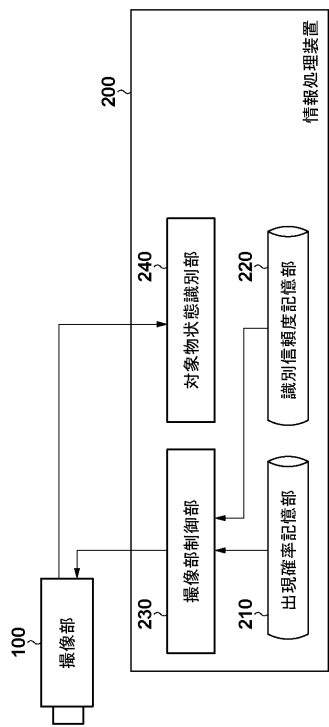 100
撮像部
200
230
撮像部制御部
240
対象物状態識別部
210
出現確率記憶部
220
識別信頼度記憶部
情報処理装置